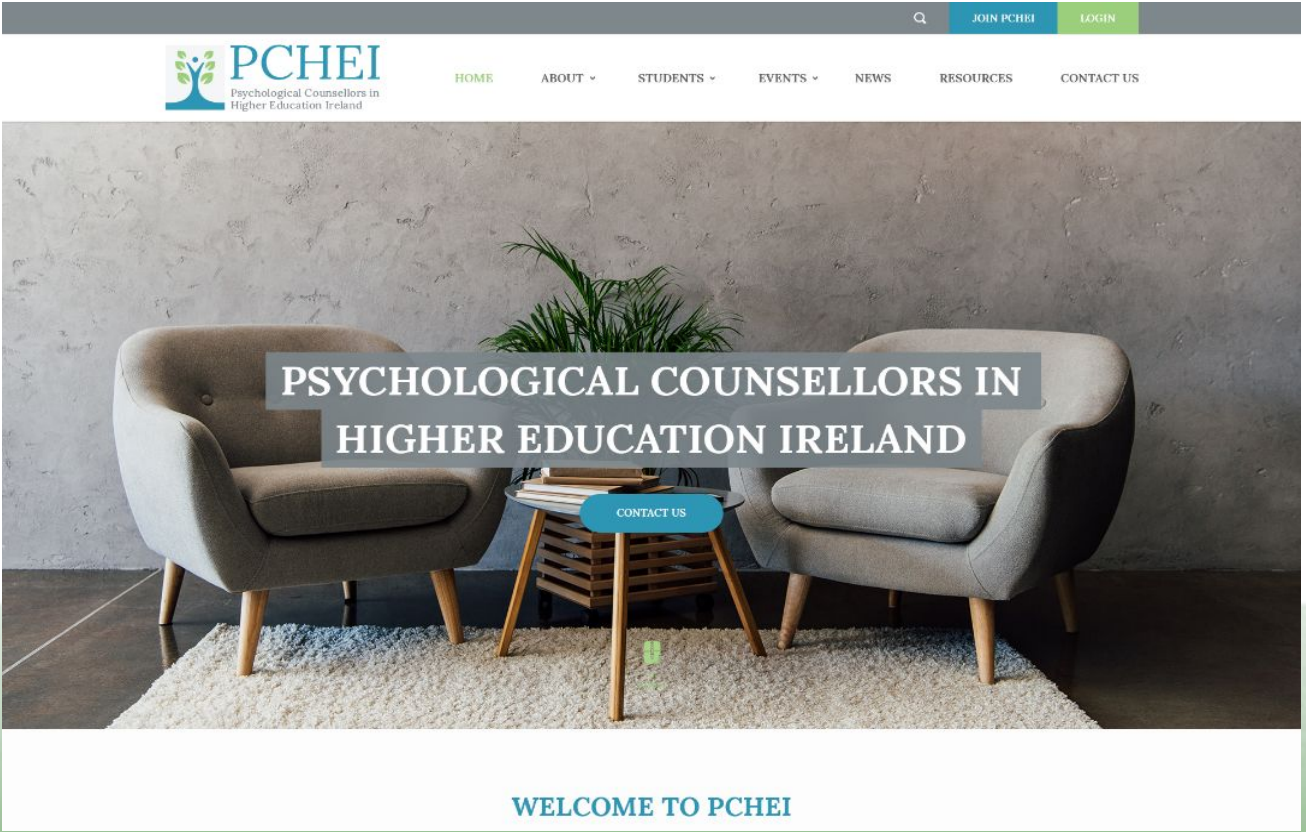 JOIN PCHEI
LOGIN
PCHEI
Psychological Counsellors in
Higher Education Ireland
HOME
ABOUT
STUDENTS
EVENTS
NEWS
RESOURCES
CONTACT US
PSYCHOLOGICAL COUNSELLORS IN
HIGHER EDUCATION IRELAND
CONTACT US
WELCOME TO PCHEI